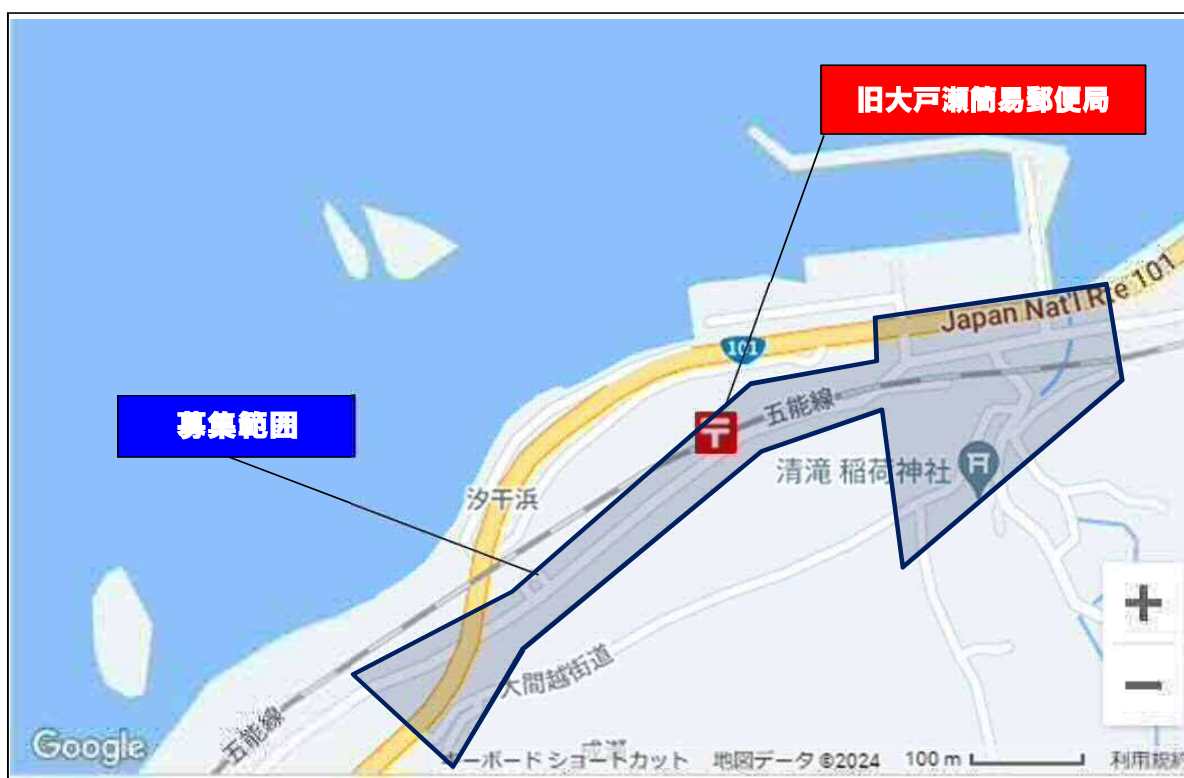 旧大戸瀬簡易郵便局
Japan Nat'l Rte 101
101
五能線
募集範囲
清滝 稲荷神社
汐干浜
大間越街道
五能線
Google
キーボード ショートカット
地図データ ©2024
100 m
利用規約